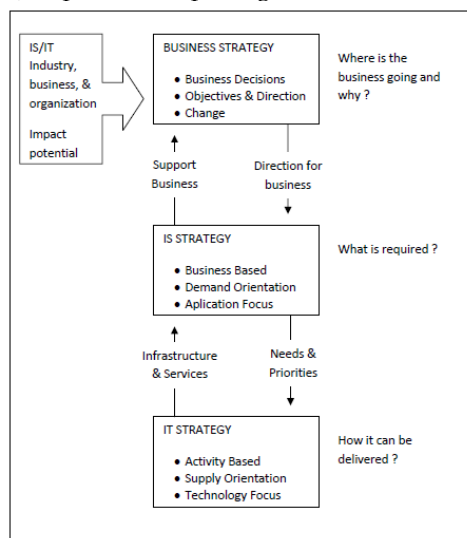 IS/IT
Industry,
business, &
organization
Impact
potential
BUSINESS STRATEGY
• Business Decisions
• Objectives & Direction
• Change
Where is the
business going and
why ?
Support
Business
Direction for
business
IS STRATEGY
• Business Based
• Demand Orientation
• Aplication Focus
What is required ?
Infrastructure
& Services
Needs &
Priorities
IT STRATEGY
• Activity Based
• Supply Orientation
• Technology Focus
How it can be
delivered ?